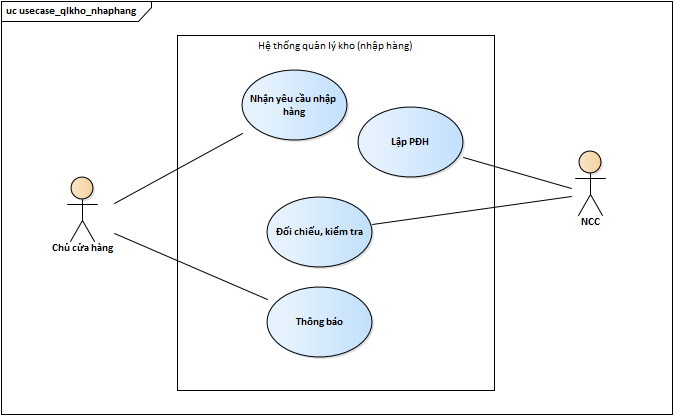 uc usecase_qlkho_nhaphang
Hệ thống quản lý kho (nhập hàng)
Nhận yêu cầu nhập
hàng
Lập PĐH
Chủ cửa hàng
NCC
Đối chiếu, kiểm tra
Thông báo